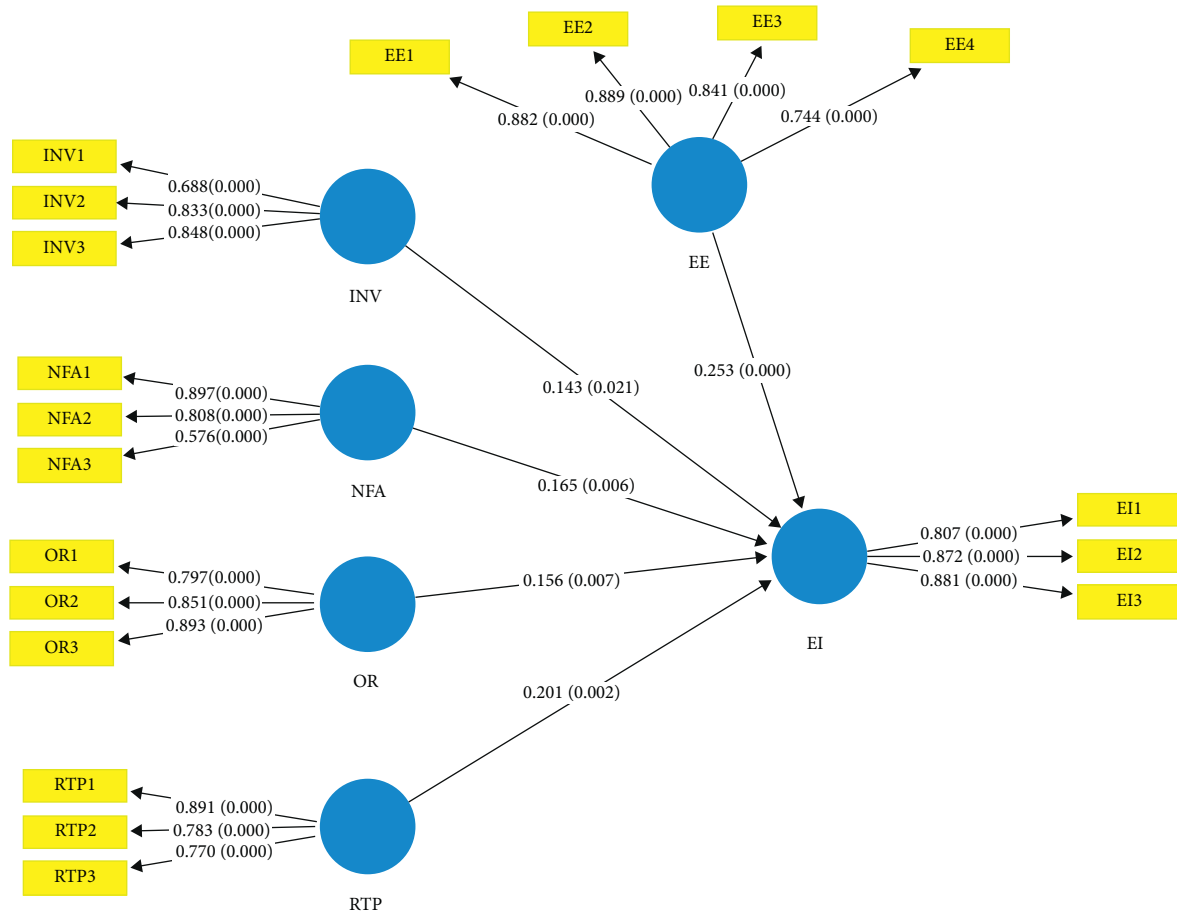 EE1
EE2
EE3
EE4
0.882 (0.000)
0.889 (0.000)
0.841 (0.000)
0.744 (0.000)
EE
INV1
INV2
INV3
0.688(0.000)
0.833(0.000)
0.848(0.000)
INV
0.143 (0.021)
0.253 (0.000)
NFA1
NFA2
NFA3
0.897(0.000)
0.808(0.000)
0.576(0.000)
NFA
0.165 (0.006)
OR1
OR2
OR3
0.797(0.000)
0.851(0.000)
0.893 (0.000)
OR
0.156 (0.007)
0.807 (0.000)
0.872 (0.000)
0.881 (0.000)
EI1
EI2
EI3
EI
0.201 (0.002)
RTP1
RTP2
RTP3
0.891 (0.000)
0.783 (0.000)
0.770 (0.000)
RTP